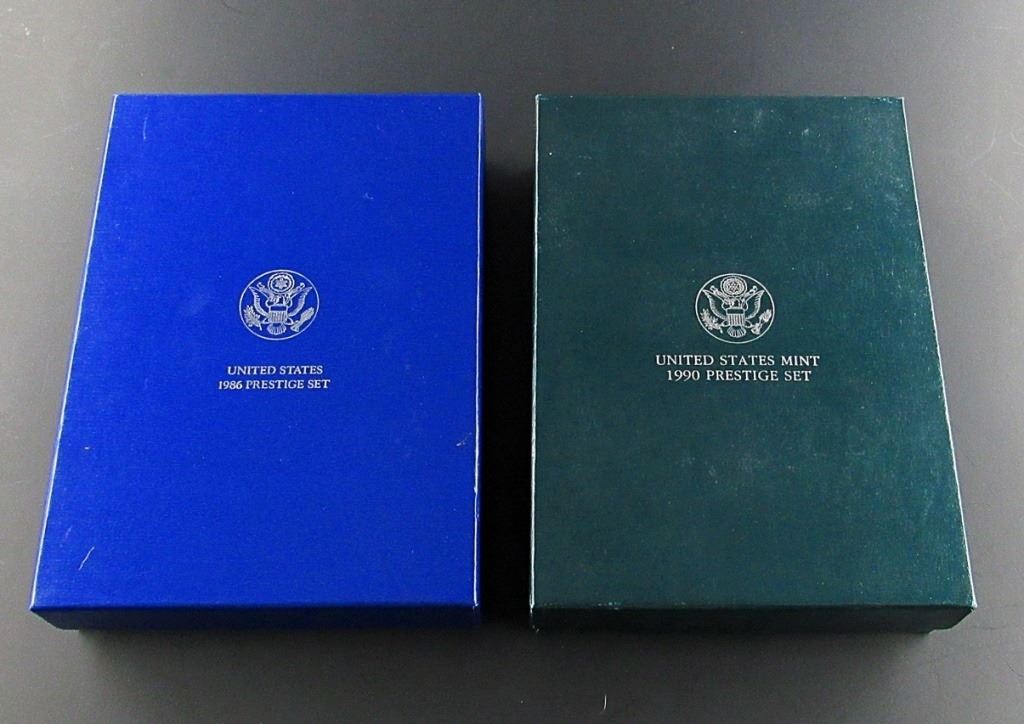 UNITED STATES
1986 PRESTIGE SET
UNITED STATES MINT
1990 PRESTIGE SET